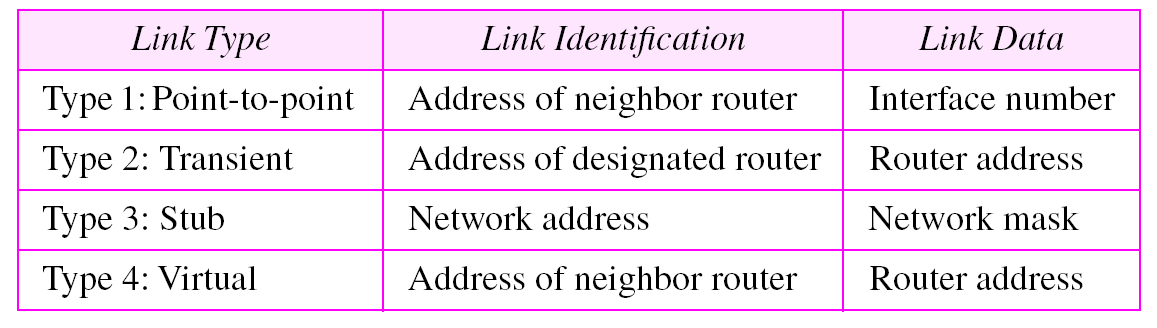 Link Type Link Identification Link Data
Type 1: Point-to-point Address of neighbor router Interface number
Type 2: Transient Address of designated router Router address
Type 3: Stub Network address Network mask
Type 4: Virtual Address of neighbor router Router address